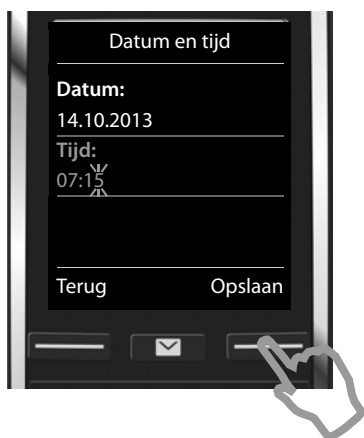 Datum en tijd
Datum:
14.10.2013
Tijd:
07:15
Terug Opslaan